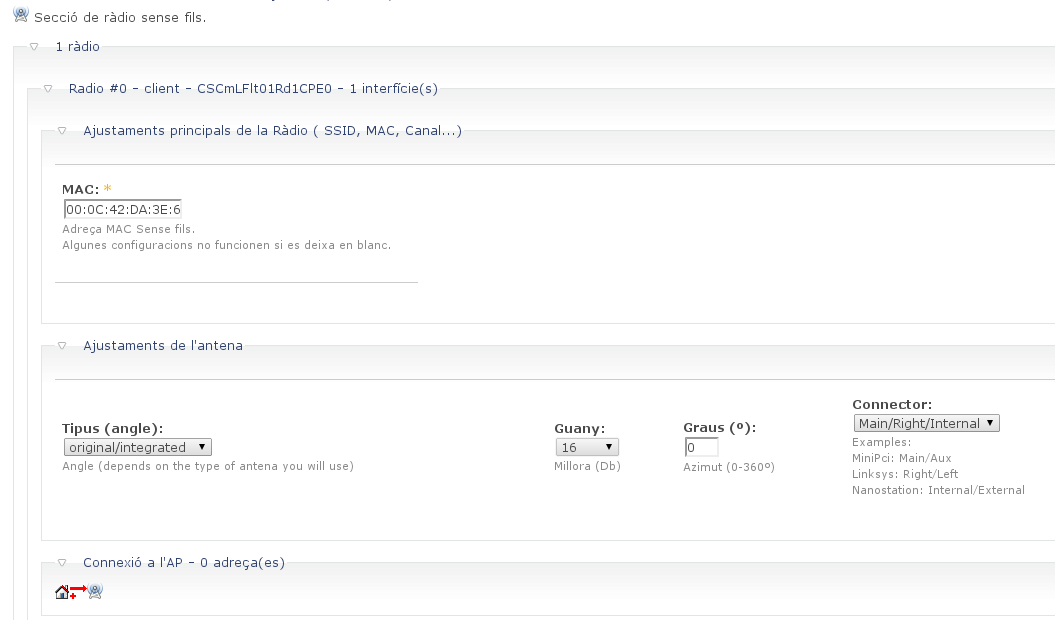 Secció de ràdio sense fils.
1 ràdio
Radio #0 - client - CSCmLFlt01Rd1CPE0 - 1 interfície(s)
Ajustaments principals de la Ràdio ( SSID, MAC, Canal...)
MAC: *
00:0C:42:DA:3E:6
Adreça MAC Sense fils.
Algunes configuracions no funcionen si es deixa en blanc.
Ajustaments de l'antena
Tipus (angle):
original/integrated
Angle (depends on the type of antena you will use)
Guany:
16
Millora (Db)
Graus (º):
0
Azimut (0-360º)
Connector:
Main/Right/Internal
Examples:
MiniPci: Main/Aux
Linksys: Right/Left
Nanostation: Internal/External
Connexió a l'AP - 0 adreça(es)